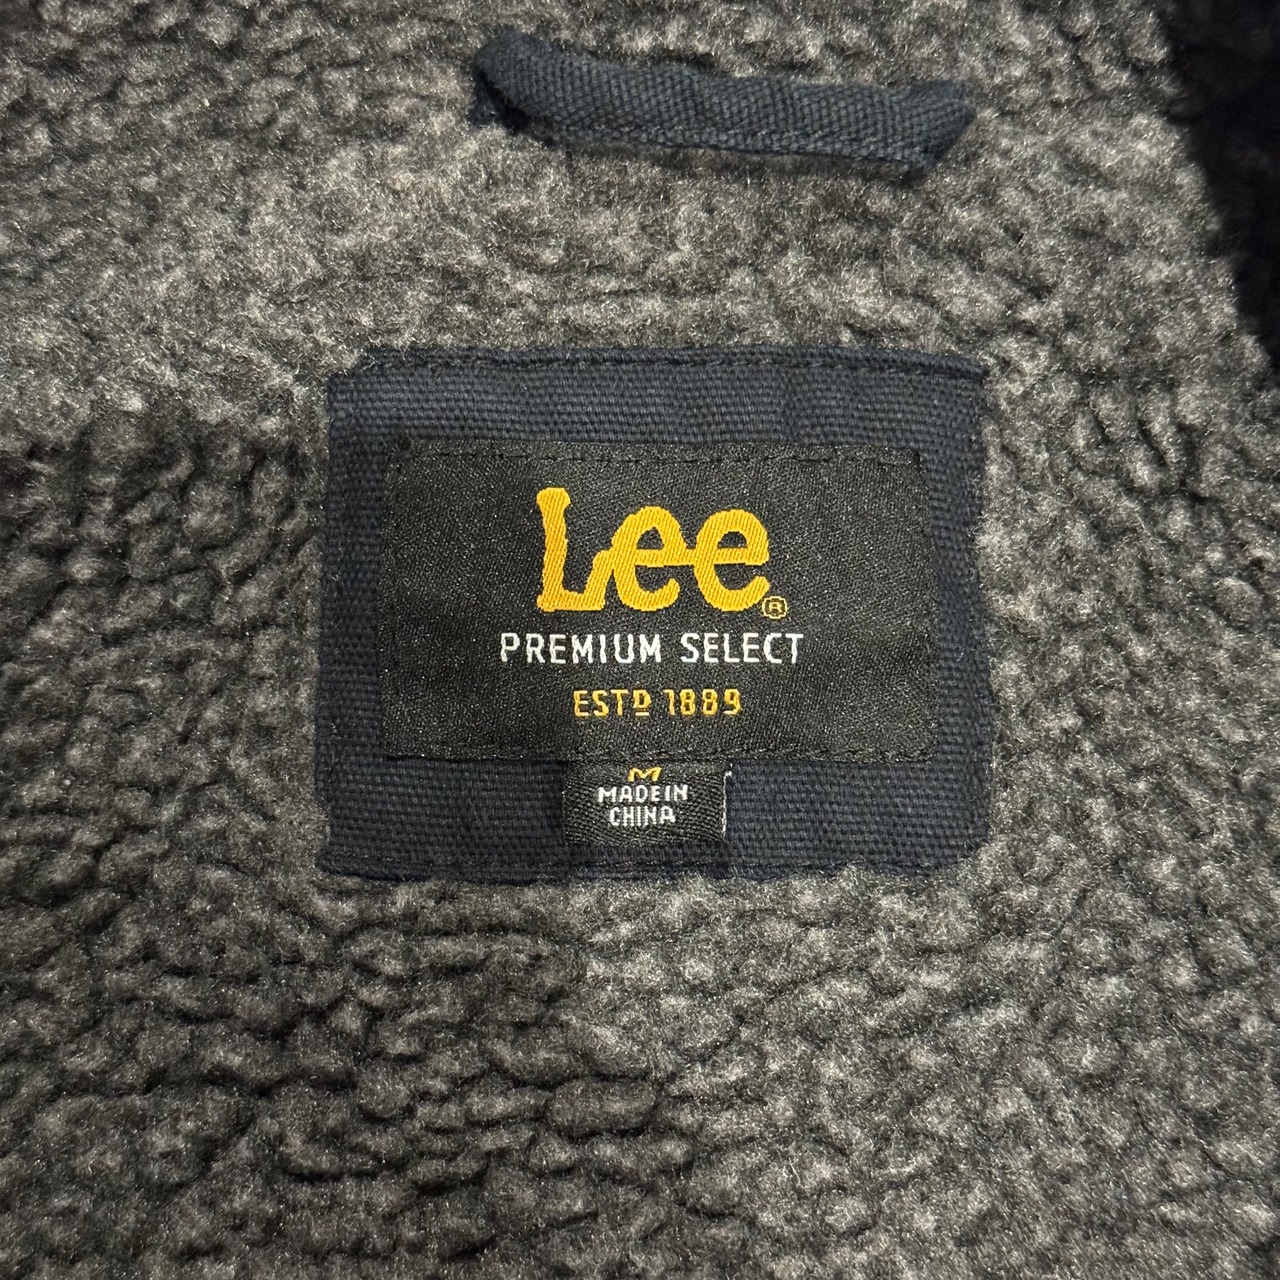 Lee®
PREMIUM SELECT
ESTD 1889
M
MADE IN
CHINA